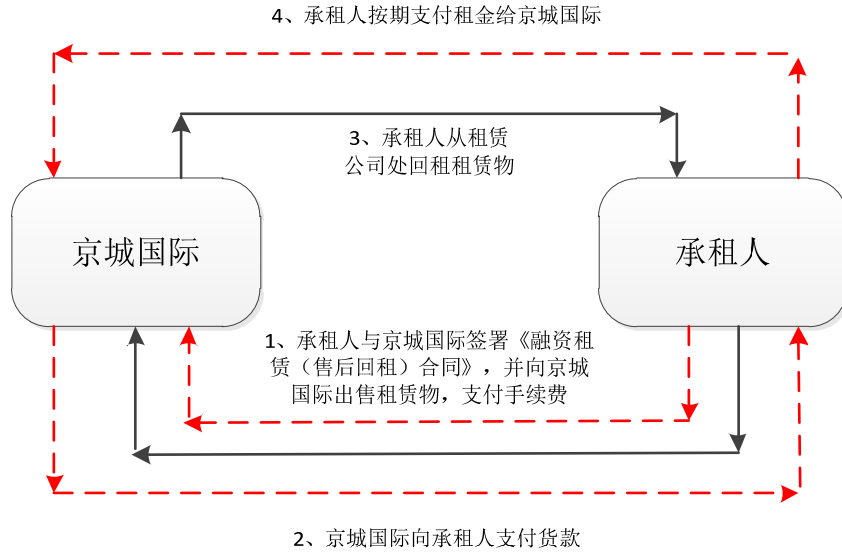 4、承租人按期支付租金给京城国际
3、承租人从租赁
公司处回租租赁物
京城国际
承租人
1、承租人与京城国际签署《融资租
赁（售后回租）合同》，并向京城
国际出售租赁物，支付手续费
2、京城国际向承租人支付货款